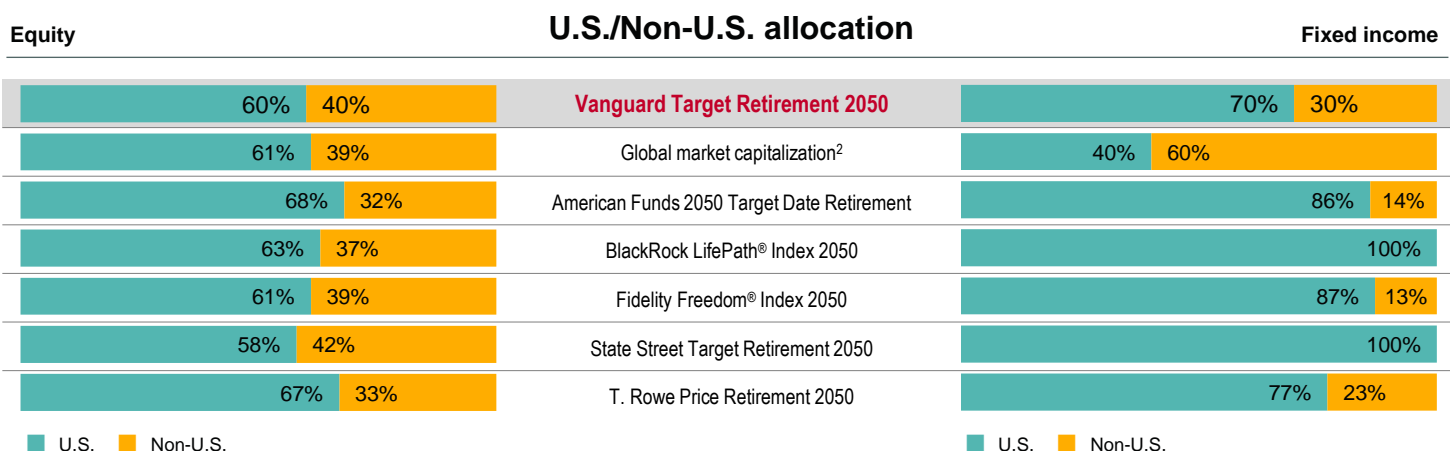 Equity U.S./Non-U.S. allocation Fixed income
60% 40% Vanguard Target Retirement 2050 70% 30%
61% 39% Global market capitalization2 40% 60%
68% 32% American Funds 2050 Target Date Retirement 86% 14%
63% 37% BlackRock LifePath® Index 2050 100%
61% 39% Fidelity Freedom® Index 2050 87% 13%
58% 42% State Street Target Retirement 2050 100%
67% 33% T. Rowe Price Retirement 2050 77% 23%
U.S. Non-U.S. U.S. Non-U.S.